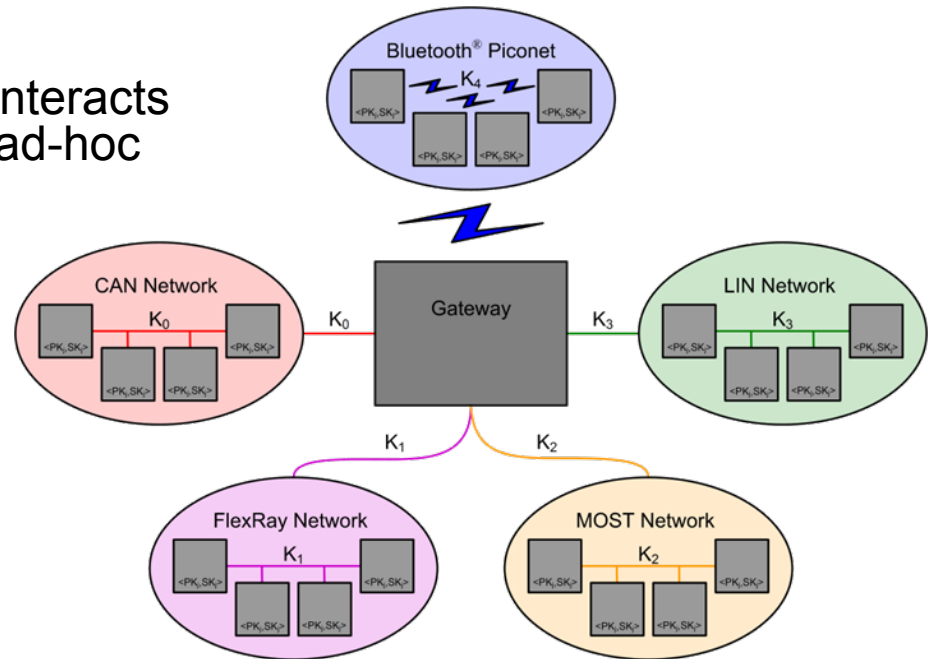 nteracts
ad-hoc
Bluetooth® Piconet
K₄
<PKᵢ,SKᵢ>
<PKᵢ,SKᵢ>
<PKᵢ,SKᵢ>
<PKᵢ,SKᵢ>
CAN Network
K₀
<PKᵢ,SKᵢ>
<PKᵢ,SKᵢ>
<PKᵢ,SKᵢ>
<PKᵢ,SKᵢ>
K₀
Gateway
K₃
LIN Network
K₃
<PKᵢ,SKᵢ>
<PKᵢ,SKᵢ>
<PKᵢ,SKᵢ>
<PKᵢ,SKᵢ>
K₁
K₂
FlexRay Network
K₁
<PKᵢ,SKᵢ>
<PKᵢ,SKᵢ>
<PKᵢ,SKᵢ>
<PKᵢ,SKᵢ>
MOST Network
K₂
<PKᵢ,SKᵢ>
<PKᵢ,SKᵢ>
<PKᵢ,SKᵢ>
<PKᵢ,SKᵢ>